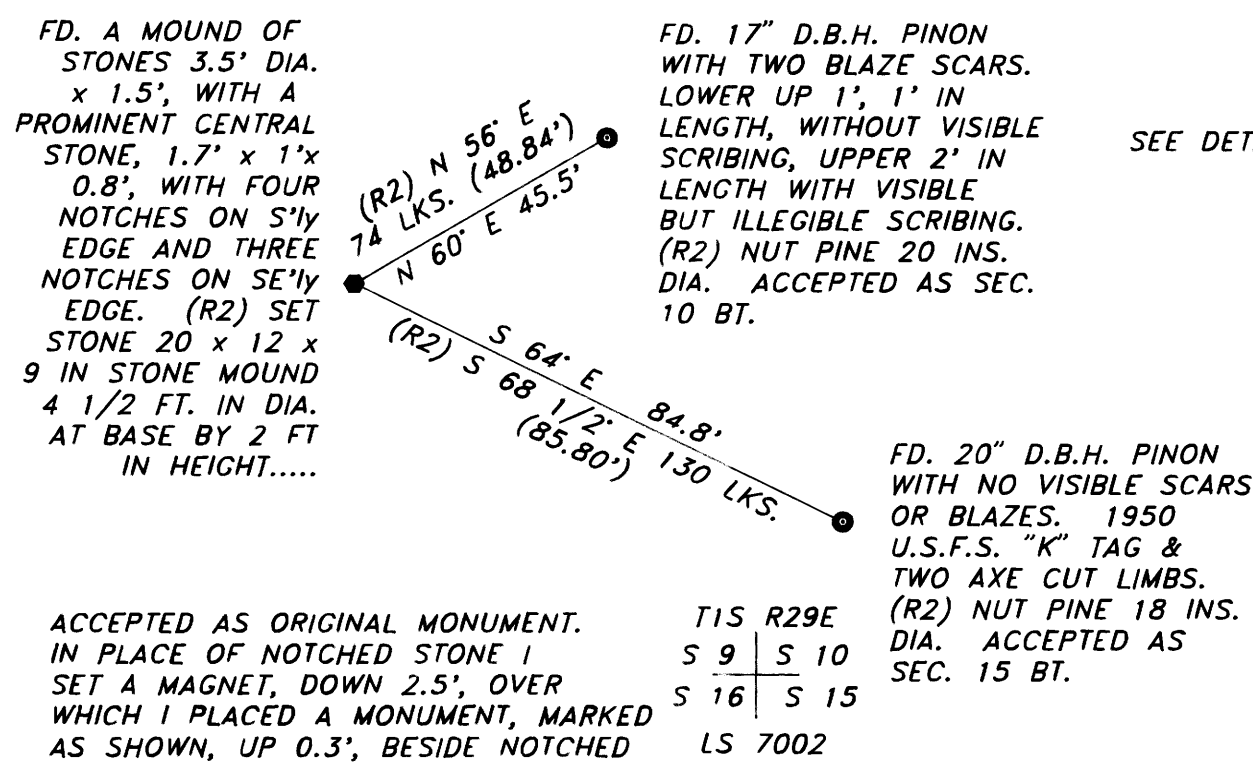 FD. A MOUND OF
STONES 3.5' DIA.
x 1.5', WITH A
PROMINENT CENTRAL
STONE, 1.7' x 1'x
0.8', WITH FOUR
NOTCHES ON S'ly
EDGE AND THREE
NOTCHES ON SE'ly
EDGE. (R2) SET
STONE 20 x 12 x
9 IN STONE MOUND
4 1/2 FT. IN DIA.
AT BASE BY 2 FT
IN HEIGHT.....
(R2) N 56° E
74 LKS. (48.84')
N 60° E 45.5'
FD. 17" D.B.H. PINON
WITH TWO BLAZE SCARS.
LOWER UP 1', 1' IN
LENGTH, WITHOUT VISIBLE
SCRIBING, UPPER 2' IN
LENGTH WITH VISIBLE
BUT ILLEGIBLE SCRIBING.
(R2) NUT PINE 20 INS.
DIA. ACCEPTED AS SEC.
10 BT.
SEE DET
S 64° E 84.8'
(R2) S 68 1/2° E 130 LKS.
(85.80')
FD. 20" D.B.H. PINON
WITH NO VISIBLE SCARS
OR BLAZES. 1950
U.S.F.S. "K" TAG &
TWO AXE CUT LIMBS.
(R2) NUT PINE 18 INS.
DIA. ACCEPTED AS
SEC. 15 BT.
ACCEPTED AS ORIGINAL MONUMENT.
IN PLACE OF NOTCHED STONE I
SET A MAGNET, DOWN 2.5', OVER
WHICH I PLACED A MONUMENT, MARKED
AS SHOWN, UP 0.3', BESIDE NOTCHED
T1S R29E
S 9 S 10
S 16 S 15
LS 7002